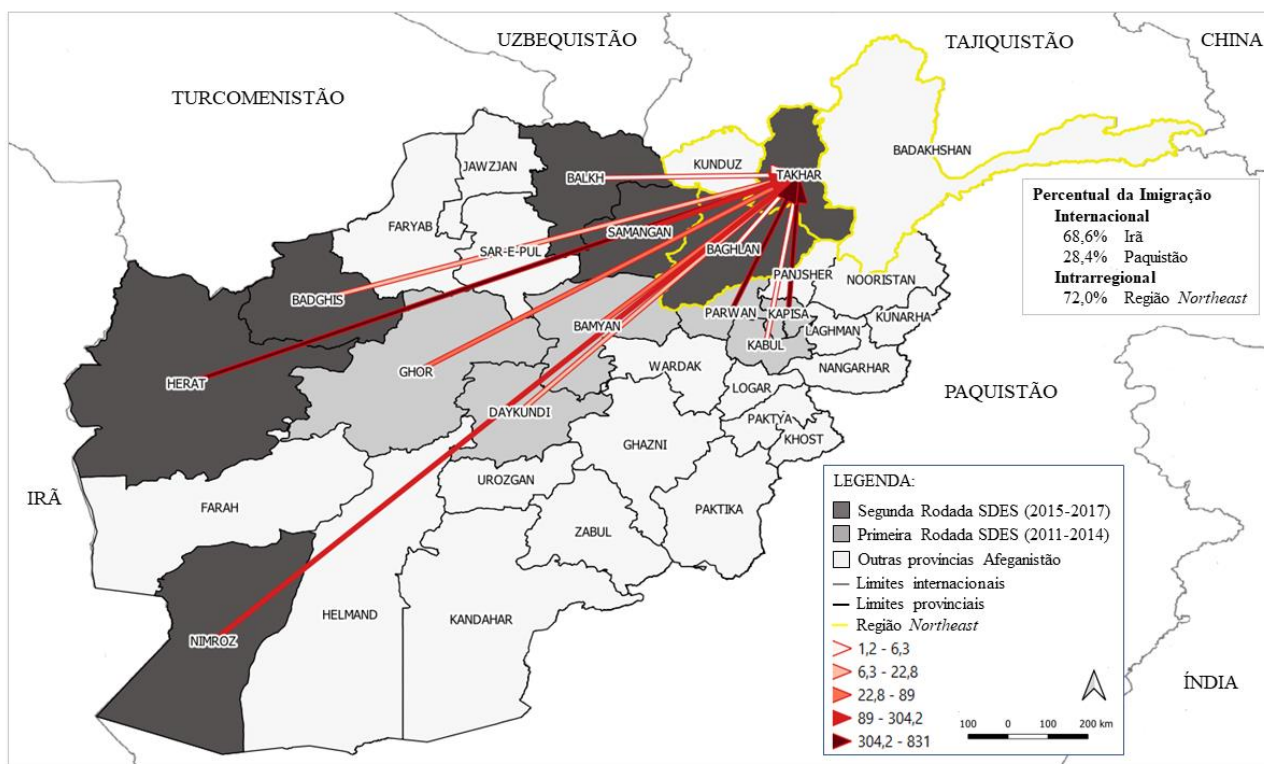 UZBEQUISTÃO
TAJIQUISTÃO
CHINA
TURCOMENISTÃO
JAWZJAN
BALKH
KUNDUZ
TAKHAR
BADAKHSHAN
FARYAB
SAR-E-PUL
SAMANGAN
BAGHLAN
BADGHIS
PANJSHER
NOORISTAN
BAMYAN
PARWAN
KAPISA
KUNARHA
LAGHMAN
KABUL
HERAT
GHOR
WARDAK
NANGARHAR
LOGAR
DAYKUNDI
PAKTYA
KHOST
GHAZNI
PAQUISTÃO
UROZGAN
IRÃ
FARAH
ZABUL
PAKTIKA
HELMAND
KANDAHAR
NIMROZ
ÍNDIA
Percentual da Imigração
Internacional
68,6% Irã
28,4% Paquistão
Intrarregional
72,0% Região Northeast
LEGENDA:
Segunda Rodada SDES (2015-2017)
Primeira Rodada SDES (2011-2014)
Outras provincias Afeganistão
Limites internacionais
Limites provinciais
Região Northeast
1,2 - 6,3
6,3 - 22,8
22,8 - 89
89 - 304,2
304,2 - 831
100 0 100 200 km